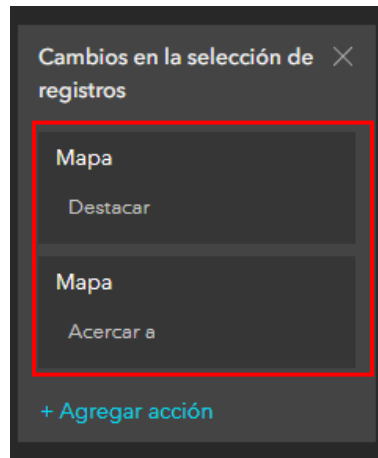 Cambios en la selección de
registros
Mapa
Destacar
Mapa
Acercar a
+ Agregar acción